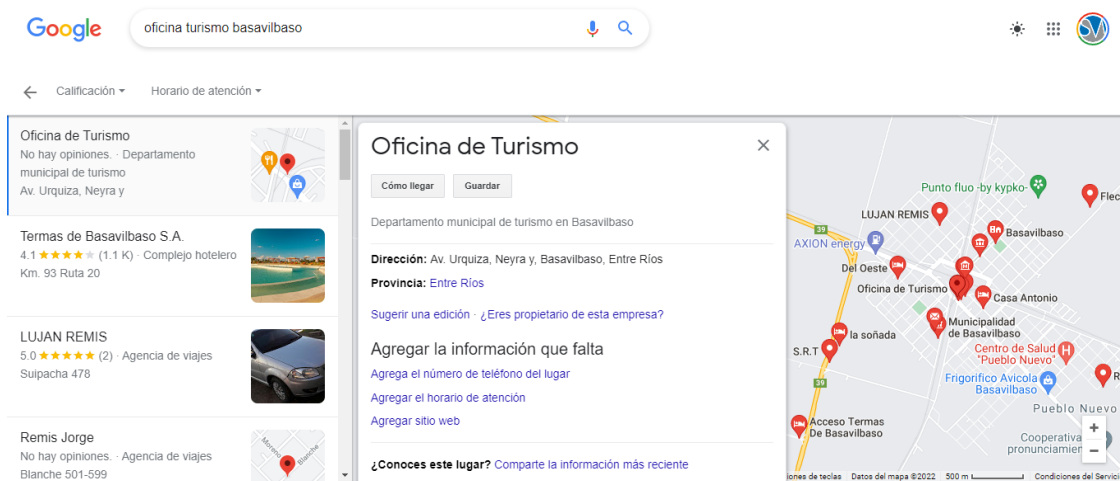 Google
oficina turismo basavilbaso
Calificación
Horario de atención
Oficina de Turismo
No hay opiniones. · Departamento
municipal de turismo
Av. Urquiza, Neyra y
Termas de Basavilbaso S.A.
4.1 ★★★★★ (1.1 K) · Complejo hotelero
Km. 93 Ruta 20
LUJAN REMIS
5.0 ★★★★★ (2) · Agencia de viajes
Suipacha 478
Remis Jorge
No hay opiniones. · Agencia de viajes
Blanche 501-599
Moreno
Blanche
Oficina de Turismo
Cómo llegar
Guardar
Departamento municipal de turismo en Basavilbaso
Dirección: Av. Urquiza, Neyra y, Basavilbaso, Entre Ríos
Provincia: Entre Ríos
Sugerir una edición · ¿Eres propietario de esta empresa?
Agregar la información que falta
Agrega el número de teléfono del lugar
Agregar el horario de atención
Agregar sitio web
¿Conoces este lugar? Comparte la información más reciente
Punto fluo -by kypko-
Flec
LUJAN REMIS
39
Basavilbaso
AXION energy
Del Oeste
Oficina de Turismo
Casa Antonio
la soñada
Municipalidad
de Basavilbaso
S.R.T
Centro de Salud
"Pueblo Nuevo"
H
R
39
Frigorifico Avicola
Basavilbaso
Pueblo Nuevo
Acceso Termas
De Basavilbaso
Cooperativa
pronunciamien
+
−
iones de teclas
Datos del mapa ©2022
500 m
Condiciones del Servici